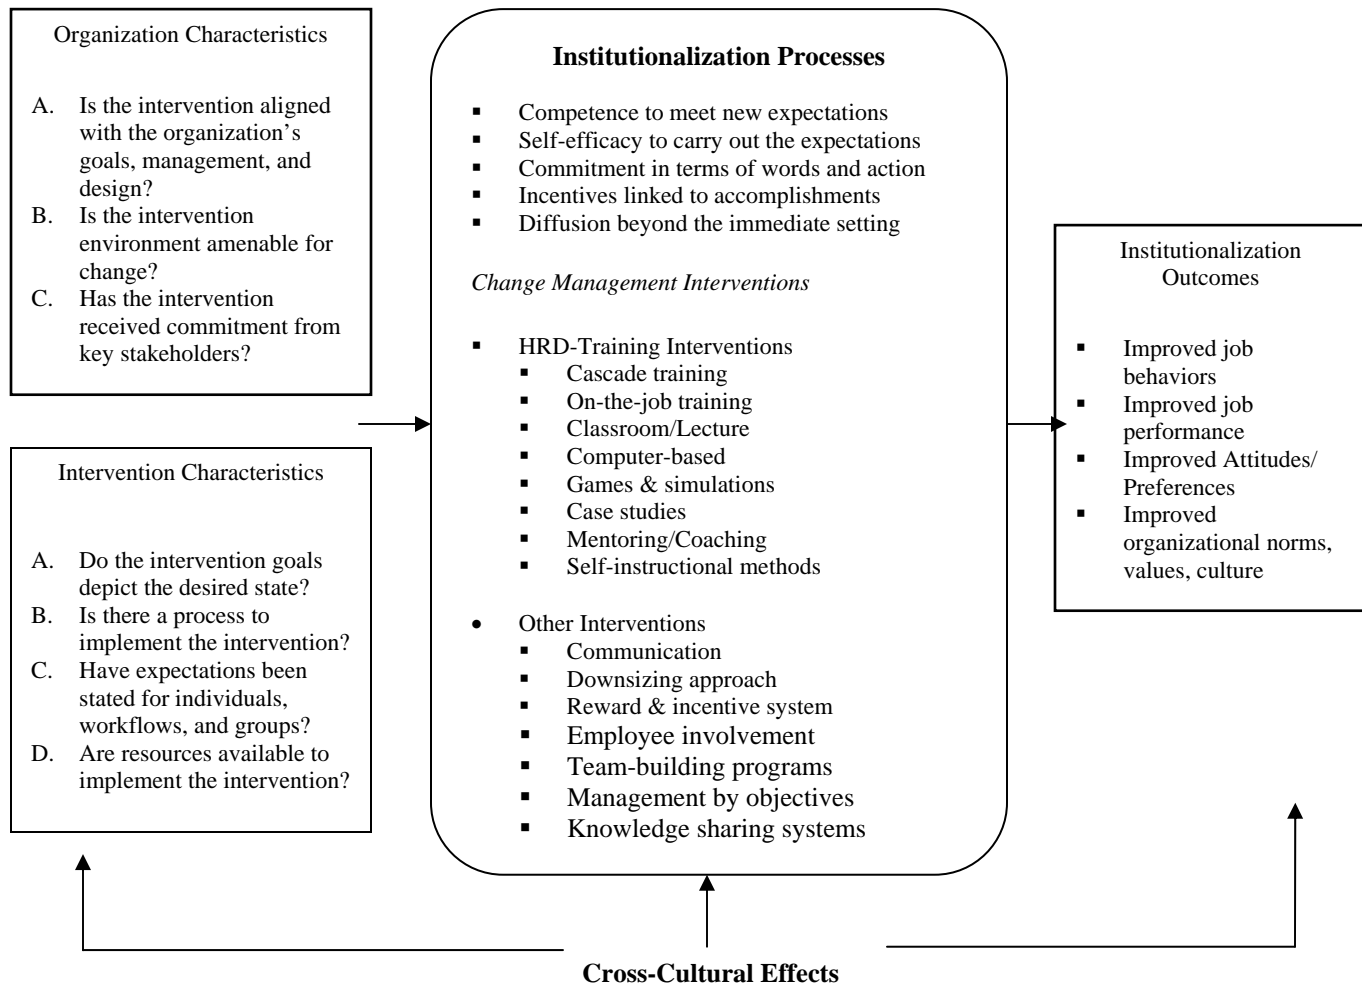 Organization Characteristics
A. Is the intervention aligned
with the organization’s
goals, management, and
design?
B. Is the intervention
environment amenable for
change?
C. Has the intervention
received commitment from
key stakeholders?
Intervention Characteristics
A. Do the intervention goals
depict the desired state?
B. Is there a process to
implement the intervention?
C. Have expectations been
stated for individuals,
workflows, and groups?
D. Are resources available to
implement the intervention?
Institutionalization Processes
▪ Competence to meet new expectations
▪ Self-efficacy to carry out the expectations
▪ Commitment in terms of words and action
▪ Incentives linked to accomplishments
▪ Diffusion beyond the immediate setting
Change Management Interventions
▪ HRD-Training Interventions
▪ Cascade training
▪ On-the-job training
▪ Classroom/Lecture
▪ Computer-based
▪ Games & simulations
▪ Case studies
▪ Mentoring/Coaching
▪ Self-instructional methods
• Other Interventions
▪ Communication
▪ Downsizing approach
▪ Reward & incentive system
▪ Employee involvement
▪ Team-building programs
▪ Management by objectives
▪ Knowledge sharing systems
Institutionalization
Outcomes
▪ Improved job
behaviors
▪ Improved job
performance
▪ Improved Attitudes/
Preferences
▪ Improved
organizational norms,
values, culture
Cross-Cultural Effects